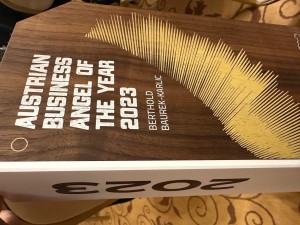 AUSTRIAN
BUSINESS
ANGEL OF
THE YEAR
2023
BERTHOLD
BAUREK-KARLIC
2023